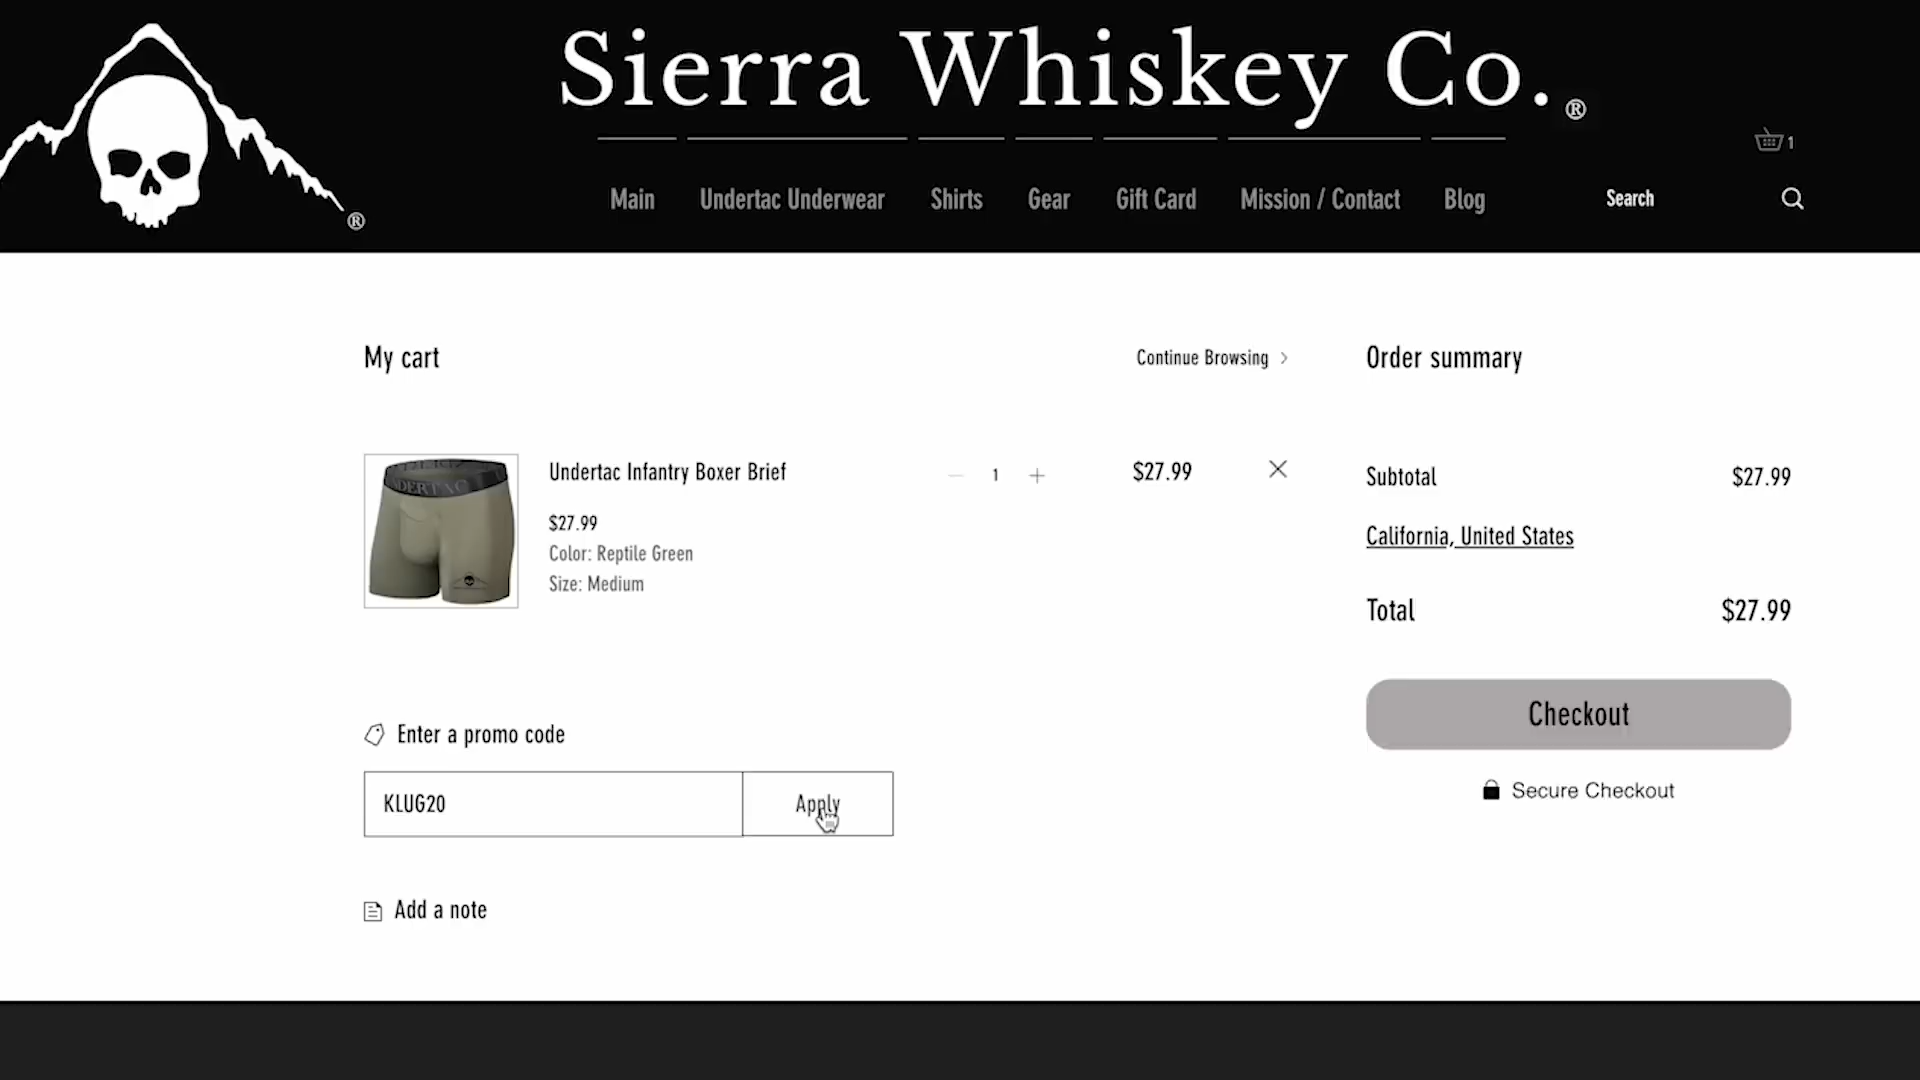 Sierra Whiskey Co.®
®
1
Main Undertac Underwear Shirts Gear Gift Card Mission / Contact Blog Search
My cart
Continue Browsing
Order summary
Undertac Infantry Boxer Brief
1
$27.99
$27.99
Color: Reptile Green
Size: Medium
Subtotal $27.99
California, United States
Total $27.99
Checkout
Secure Checkout
Enter a promo code
KLUG20
Apply
Add a note